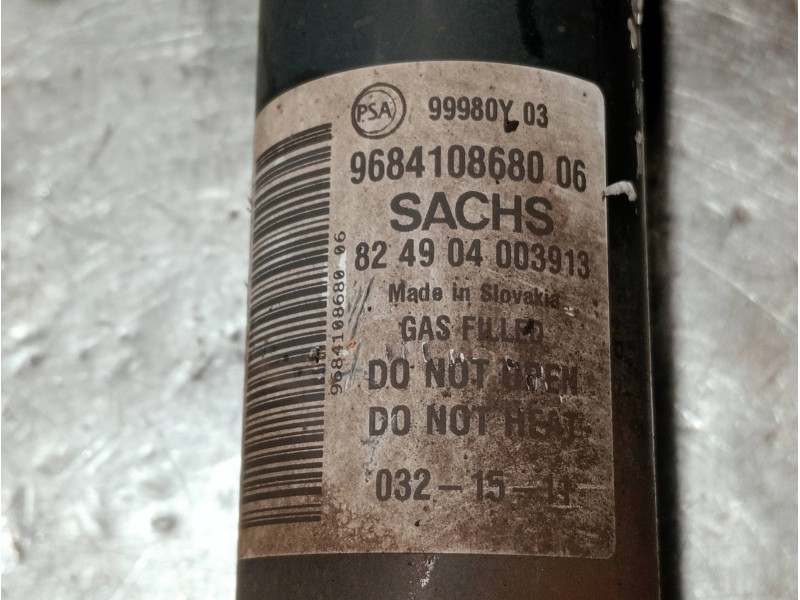 PSA 99980Y 03
9684108680 06
SACHS
82 49 04 003913
Made in Slovakia
GAS FILLED
DO NOT OPEN
DO NOT HEAT
032-15-11
9684108680 06